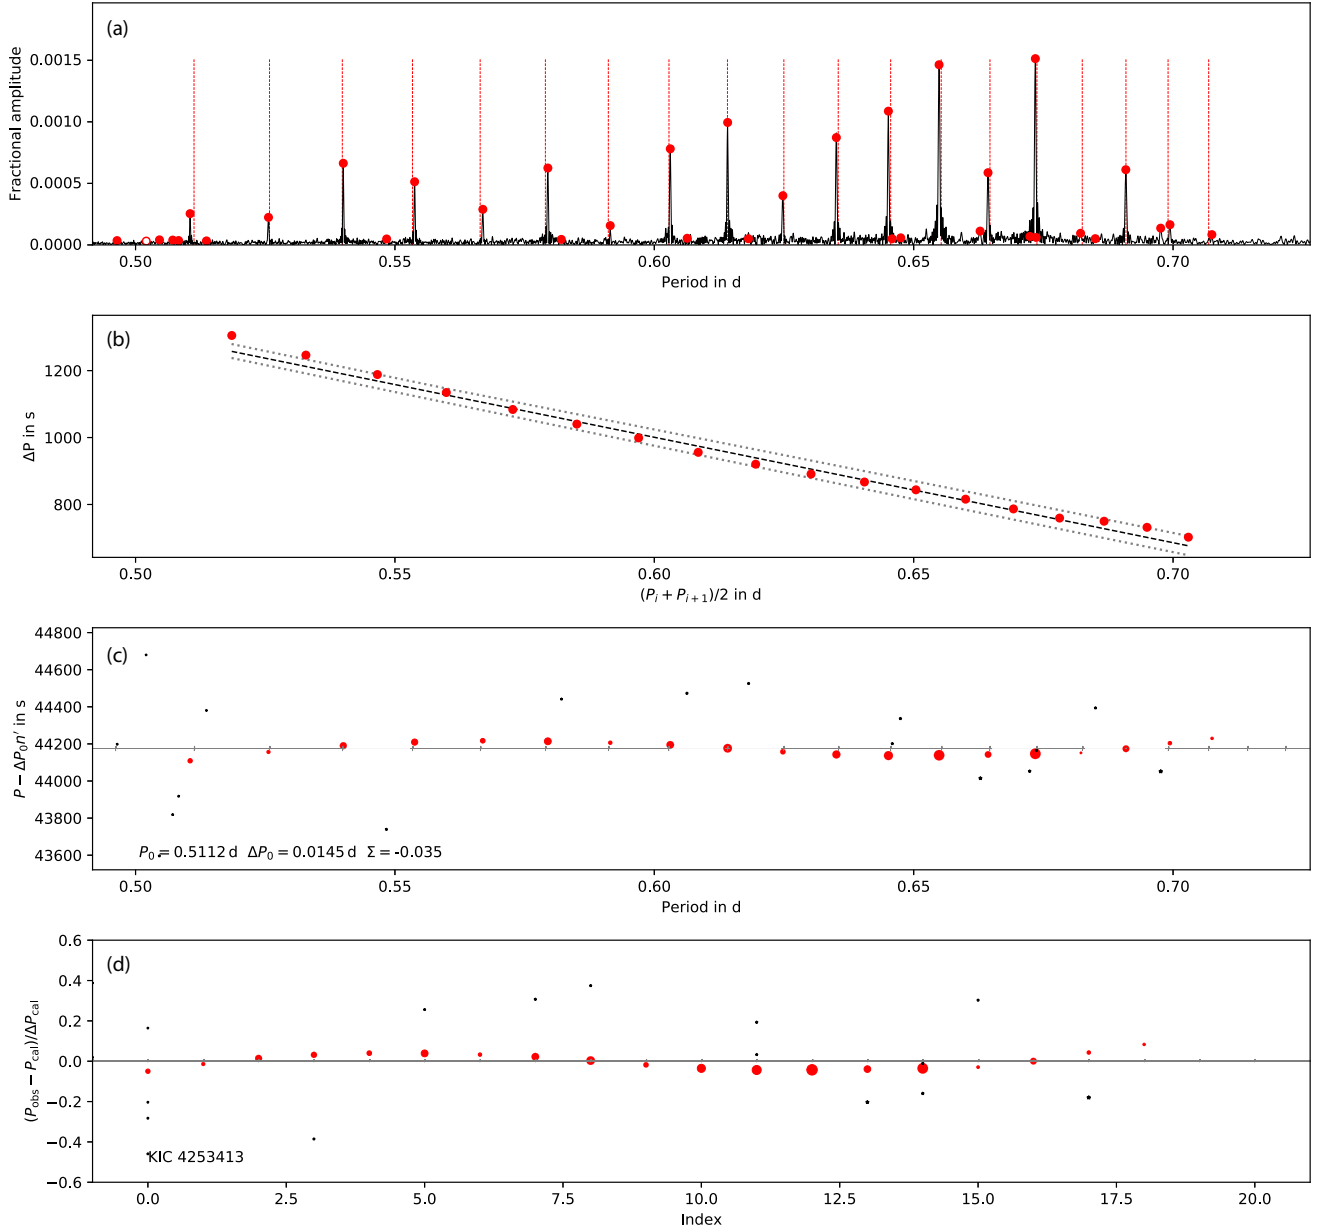 (a)
Fractional amplitude
0.0015
0.0010
0.0005
0.0000
0.50 0.55 0.60 0.65 0.70
Period in d
(b)
ΔP in s
1200
1000
800
0.50 0.55 0.60 0.65 0.70
(P_i + P_{i+1})/2 in d
(c)
P − ΔP₀n′ in s
44800
44600
44400
44200
44000
43800
43600
P₀ = 0.5112 d ΔP₀ = 0.0145 d Σ = -0.035
0.50 0.55 0.60 0.65 0.70
Period in d
(d)
(P_obs − P_cal)/ΔP_cal
0.6
0.4
0.2
0.0
−0.2
−0.4
−0.6
KIC 4253413
0.0 2.5 5.0 7.5 10.0 12.5 15.0 17.5 20.0
Index